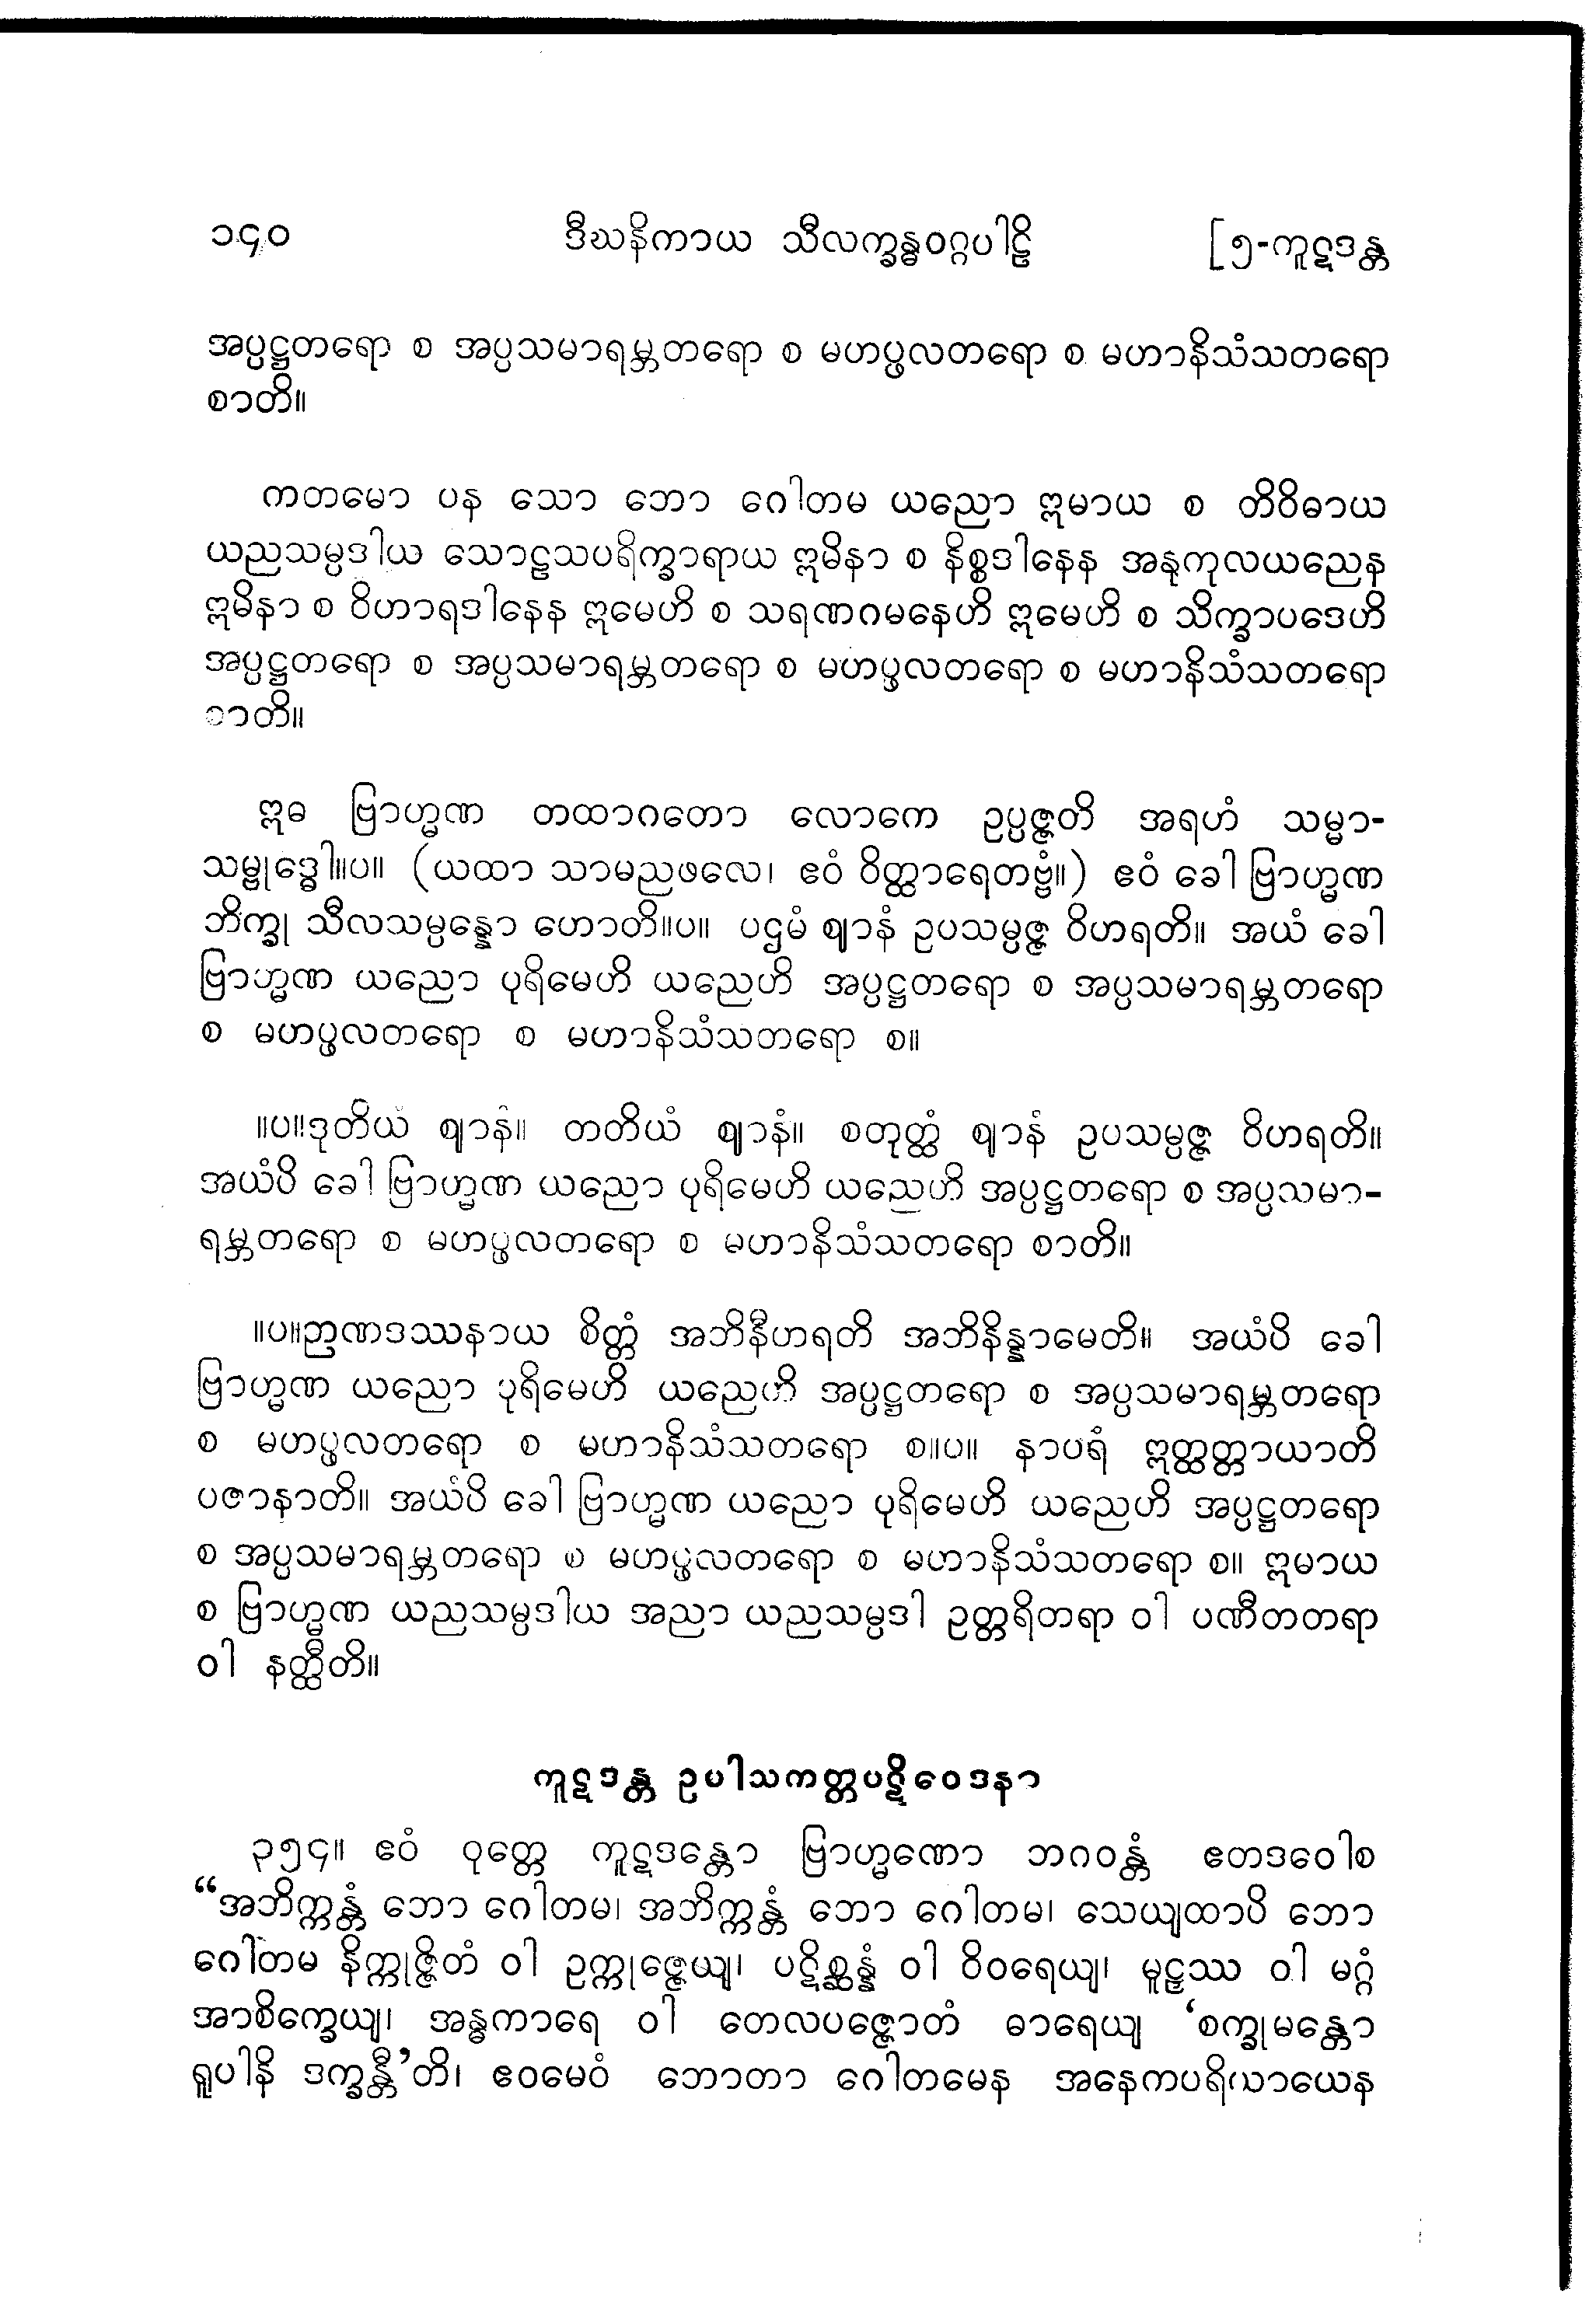 ၁၄၀ ဒီဃနိကာယ သီလက္ခန္ဓဝဂ္ဂပါဠိ [၅-ကူဋဒန္တ
အပ္ပဋ္ဌတရော စ အပ္ပသမာရမ္ဘတရော စ မဟပ္ဖလတရော စ မဟာနိသံသတရော
စာတိ။
ကတမော ပန သော ဘော ဂေါတမ ယညော ဣမာယ စ တိဝိဓာယ
ယညသမ္ပဒါယ သောဠသပရိက္ခာရာယ ဣမိနာ စ နိစ္စဒါနေန အနုကုလယညေန
ဣမိနာ စ ဝိဟာရဒါနေန ဣမေဟိ စ သရဏဂမနေဟိ ဣမေဟိ စ သိက္ခာပဒေဟိ
အပ္ပဋ္ဌတရော စ အပ္ပသမာရမ္ဘတရော စ မဟပ္ဖလတရော စ မဟာနိသံသတရော
စာတိ။
ဣဓ ဗြာဟ္မဏ တထာဂတော လောကေ ဥပ္ပဇ္ဇတိ အရဟံ သမ္မာ-
သမ္ဗုဒ္ဓေါ။ပ။ (ယထာ သာမညဖလေ၊ ဧဝံ ဝိတ္ထာရေတဗ္ဗံ။) ဧဝံ ခေါ ဗြာဟ္မဏ
ဘိက္ခု သီလသမ္ပန္နော ဟောတိ။ပ။ ပဌမံ ဈာနံ ဥပသမ္ပဇ္ဇ ဝိဟရတိ။ အယံ ခေါ
ဗြာဟ္မဏ ယညော ပုရိမေဟိ ယညေဟိ အပ္ပဋ္ဌတရော စ အပ္ပသမာရမ္ဘတရော
စ မဟပ္ဖလတရော စ မဟာနိသံသတရော စ။
။ပ။ဒုတိယံ ဈာနံ။ တတိယံ ဈာနံ။ စတုတ္ထံ ဈာနံ ဥပသမ္ပဇ္ဇ ဝိဟရတိ။
အယံပိ ခေါ ဗြာဟ္မဏ ယညော ပုရိမေဟိ ယညေဟိ အပ္ပဋ္ဌတရော စ အပ္ပသမာ-
ရမ္ဘတရော စ မဟပ္ဖလတရော စ မဟာနိသံသတရော စာတိ။
။ပ။ဉာဏဒဿနာယ စိတ္တံ အဘိနီဟရတိ အဘိနိန္နာမေတိ။ အယံပိ ခေါ
ဗြာဟ္မဏ ယညော ပုရိမေဟိ ယညေဟိ အပ္ပဋ္ဌတရော စ အပ္ပသမာရမ္ဘတရော
စ မဟပ္ဖလတရော စ မဟာနိသံသတရော စ။ပ။ နာပရံ ဣတ္ထတ္တာယာတိ
ပဇာနာတိ။ အယံပိ ခေါ ဗြာဟ္မဏ ယညော ပုရိမေဟိ ယညေဟိ အပ္ပဋ္ဌတရော
စ အပ္ပသမာရမ္ဘတရော စ မဟပ္ဖလတရော စ မဟာနိသံသတရော စ။ ဣမာယ
စ ဗြာဟ္မဏ ယညသမ္ပဒါယ အညာ ယညသမ္ပဒါ ဥတ္တရိတရာ ဝါ ပဏီတတရာ
ဝါ နတ္ထီတိ။
ကူဋဒန္တ ဥပါသကတ္တပဋိဝေဒနာ
၃၅၄။ ဧဝံ ဝုတ္တေ ကူဋဒန္တော ဗြာဟ္မဏော ဘဂဝန္တံ ဧတဒဝေါစ
“အဘိက္ကန္တံ ဘော ဂေါတမ၊ အဘိက္ကန္တံ ဘော ဂေါတမ၊ သေယျထာပိ ဘော
ဂေါတမ နိက္ကုဇ္ဇိတံ ဝါ ဥက္ကုဇ္ဇေယျ၊ ပဋိစ္ဆန္နံ ဝါ ဝိဝရေယျ၊ မူဠှဿ ဝါ မဂ္ဂံ
အာစိက္ခေယျ၊ အန္ဓကာရေ ဝါ တေလပဇ္ဇောတံ ဓာရေယျ ‘စက္ခုမန္တော
ရူပါနိ ဒက္ခန္တီ’တိ၊ ဧဝမေဝံ ဘောတာ ဂေါတမေန အနေကပရိယာယေန